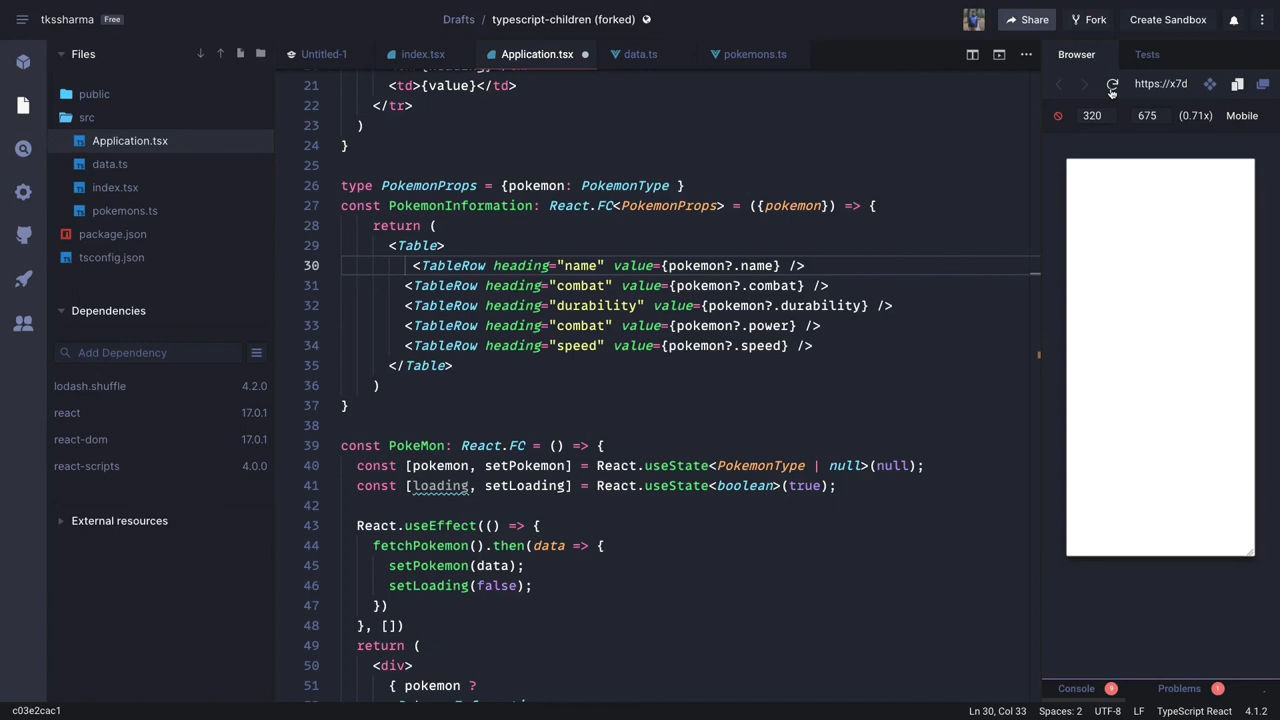 tkssharma Free Drafts / typescript-children (forked) Share Fork Create Sandbox
Files Untitled-1 index.tsx Application.tsx data.ts pokemons.ts Browser Tests
https://x7d
320 675 (0.71x) Mobile
public
src
Application.tsx
data.ts
index.tsx
pokemons.ts
package.json
tsconfig.json
Dependencies
Add Dependency
lodash.shuffle 4.2.0
react 17.0.1
react-dom 17.0.1
react-scripts 4.0.0
External resources
21 <td>{value}</td>
22 </tr>
23 )
24 }
25
26 type PokemonProps = {pokemon: PokemonType }
27 const PokemonInformation: React.FC<PokemonProps> = ({pokemon}) => {
28 return (
29 <Table>
30 <TableRow heading="name" value={pokemon?.name} />
31 <TableRow heading="combat" value={pokemon?.combat} />
32 <TableRow heading="durability" value={pokemon?.durability} />
33 <TableRow heading="combat" value={pokemon?.power} />
34 <TableRow heading="speed" value={pokemon?.speed} />
35 </Table>
36 )
37 }
38
39 const PokeMon: React.FC = () => {
40 const [pokemon, setPokemon] = React.useState<PokemonType | null>(null);
41 const [loading, setLoading] = React.useState<boolean>(true);
42
43 React.useEffect(() => {
44 fetchPokemon().then(data => {
45 setPokemon(data);
46 setLoading(false);
47 })
48 }, [])
49 return (
50 <div>
51 { pokemon ?
Console 9 Problems 1
c03e2cac1 Ln 30, Col 33 Spaces: 2 UTF-8 LF TypeScript React 4.1.2